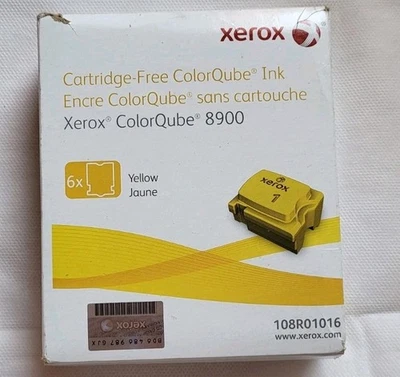 xerox
Cartridge-Free ColorQube® Ink
Encre ColorQube® sans cartouche
Xerox® ColorQube® 8900
6x
Yellow
Jaune
xerox
1
xerox
108R01016
www.xerox.com